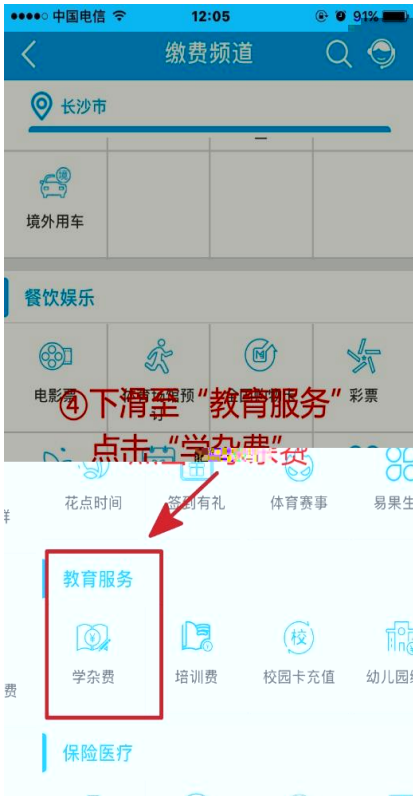 中国电信 12:05 91%
缴费频道
长沙市
境外用车
餐饮娱乐
电影票 彩票
④下滑至“教育服务”
点击“学杂费”
花点时间 签到有礼 体育赛事 易果生
教育服务
学杂费 培训费 校园卡充值 幼儿园
费
保险医疗